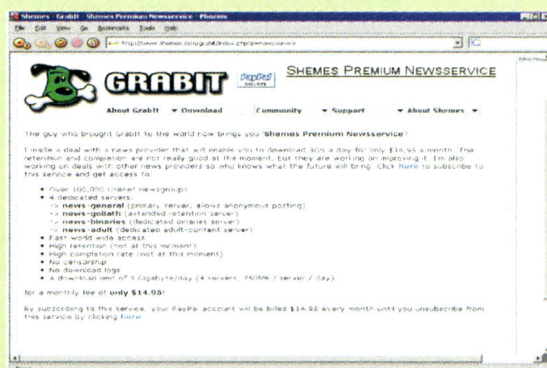 Shemes - GrabIt - Shemes Premium Newsservice - Phoenix
File Edit View Go Bookmarks Tools Help
http://www.shemes.com/grabit/index.php?p=newsservice
GRABIT
PayPal
DONATE
SHEMES PREMIUM NEWSSERVICE
About GrabIt
Download
Community
Support
About Shemes
The guy who brought GrabIt to the world now brings you 'Shemes Premium Newsservice'!
I made a deal with a news provider that will enable you to download a day for only $14.95 a month. The
retention and completion are not really good at the moment, but they are working on improving it. I'm also
working on deals with other news providers so who knows what the future will bring. Click here to subscribe to
this service and get access to:
Over 100,000 usenet newsgroups
4 dedicated servers:
-> news-general (primary server, allows anonymous posting)
-> news-goliath (extended retention server)
-> news-binaries (dedicated binaries server)
-> news-adult (dedicated adult-content server)
Fast world wide access
High retention (not at this moment)
High completion rate (not at this moment)
No censorship
No download logs
A download limit of 3 Gigabyte/day (4 servers, 750Mb / server / day)
for a monthly fee of only $14.95!
By subscribing to this service, your PayPal account will be billed $14.95 every month until you unsubscribe from
this service by clicking here